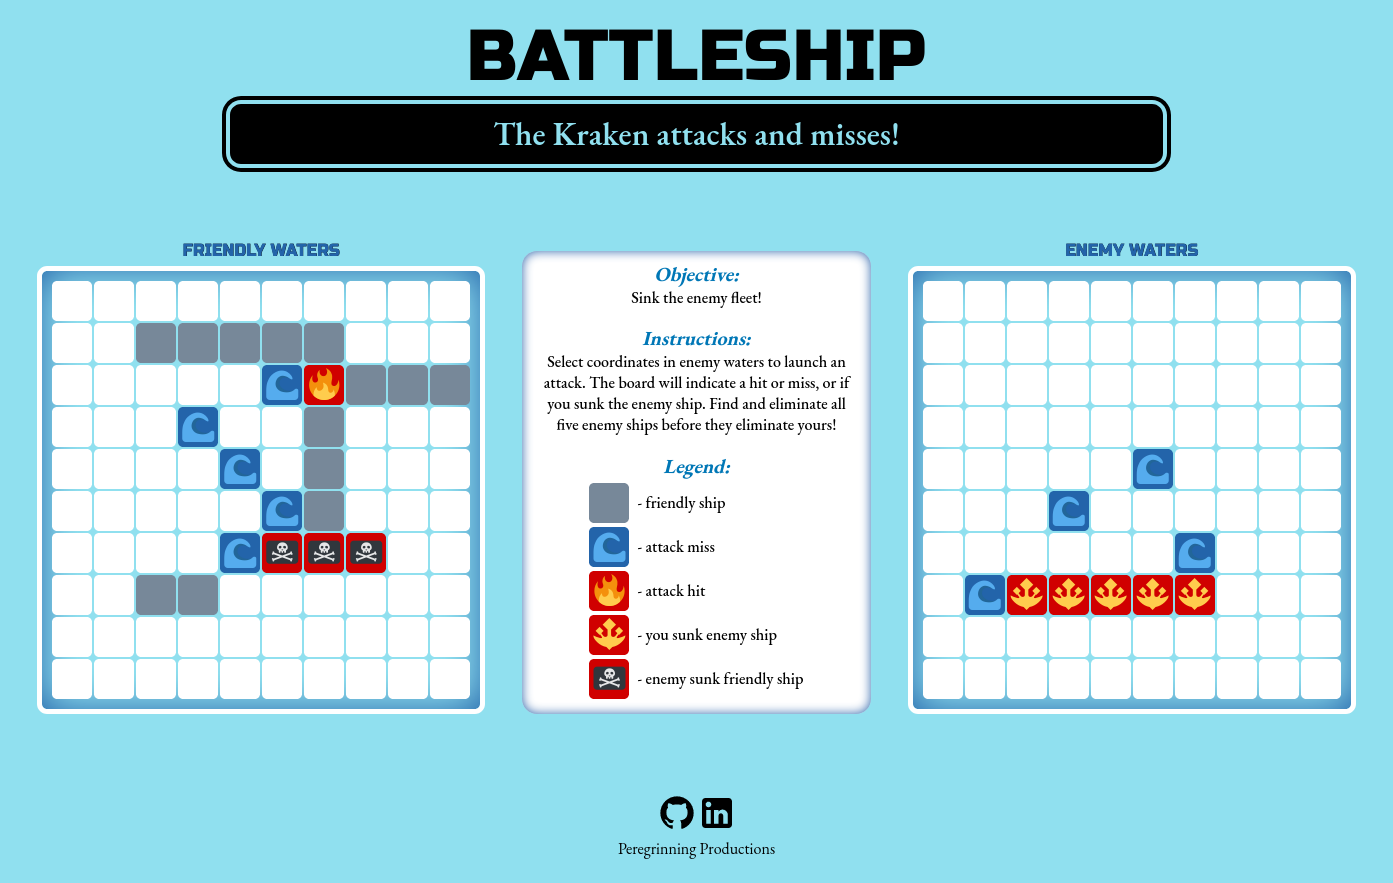 BATTLESHIP
The Kraken attacks and misses!
FRIENDLY WATERS
Objective:
Sink the enemy fleet!
Instructions:
Select coordinates in enemy waters to launch an
attack. The board will indicate a hit or miss, or if
you sunk the enemy ship. Find and eliminate all
five enemy ships before they eliminate yours!
Legend:
- friendly ship
- attack miss
- attack hit
- you sunk enemy ship
- enemy sunk friendly ship
ENEMY WATERS
in
Peregrinning Productions